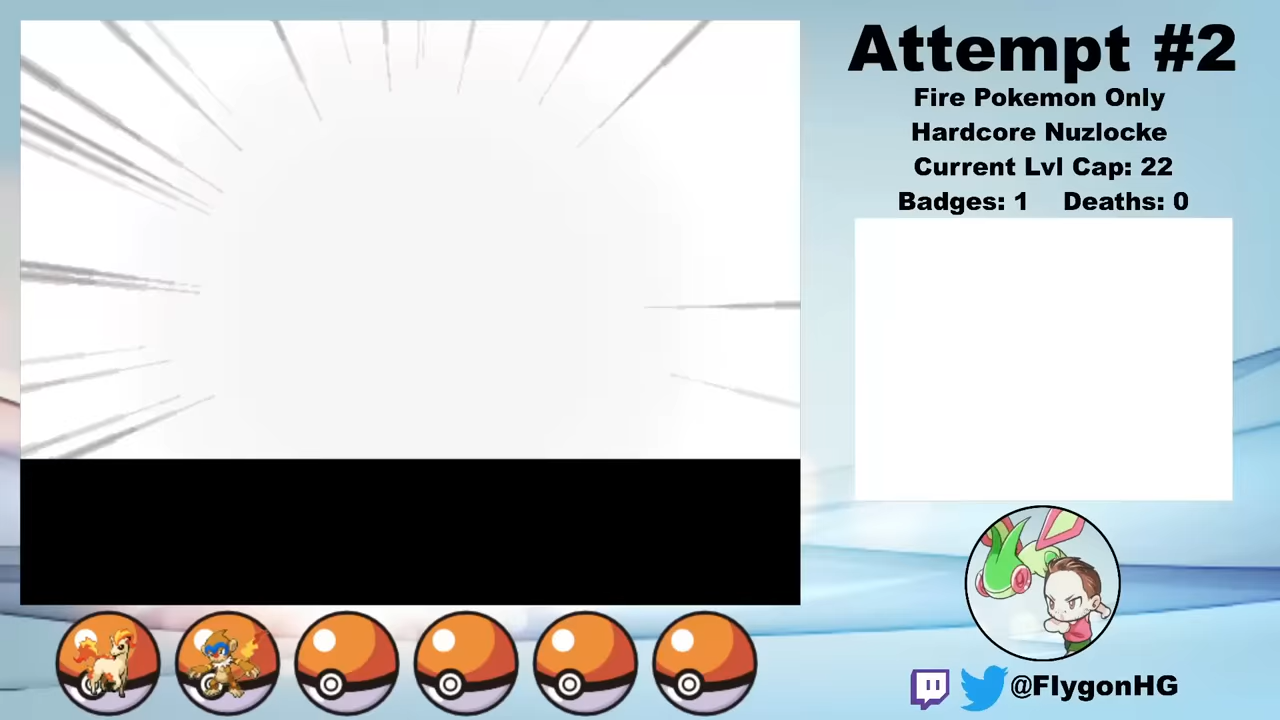 Attempt #2
Fire Pokemon Only
Hardcore Nuzlocke
Current Lvl Cap: 22
Badges: 1 Deaths: 0
@FlygonHG